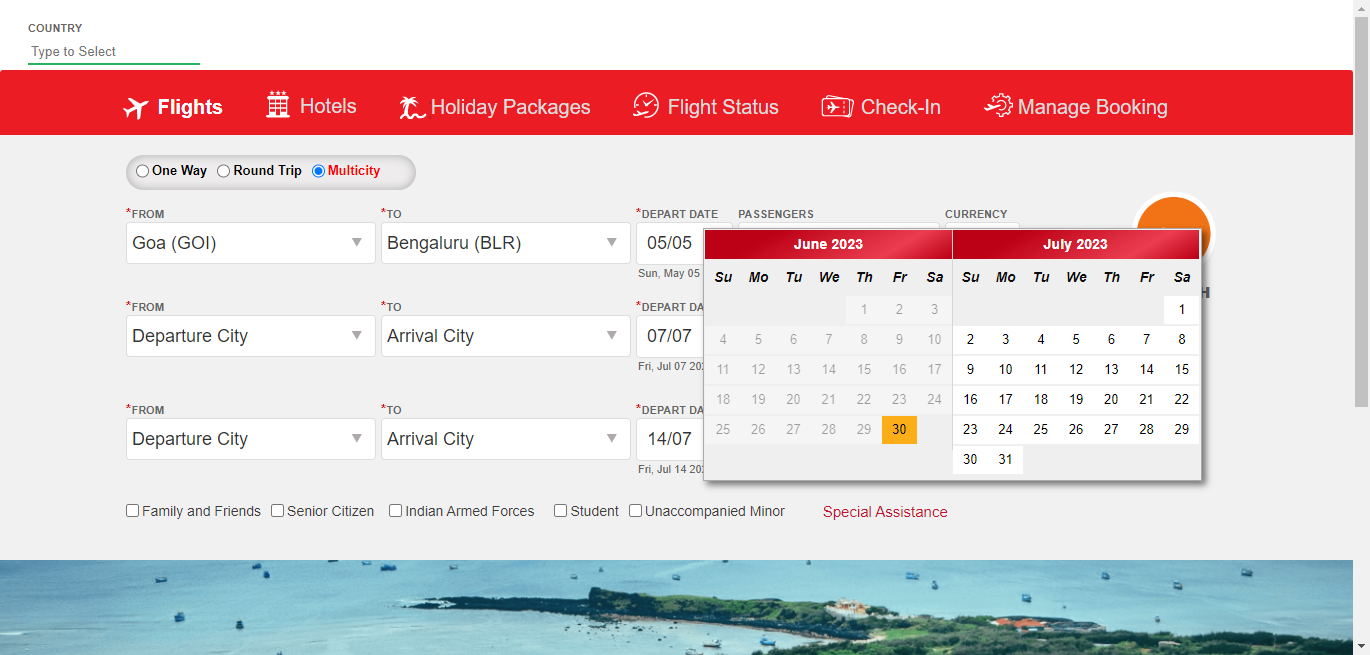 COUNTRY
Type to Select
Flights Hotels Holiday Packages Flight Status Check-In Manage Booking
One Way Round Trip Multicity
*FROM *TO *DEPART DATE PASSENGERS CURRENCY
Goa (GOI) Bengaluru (BLR) 05/05
Sun, May 05
*FROM *TO *DEPART DA
Departure City Arrival City 07/07
Fri, Jul 07 202
*FROM *TO *DEPART DA
Departure City Arrival City 14/07
Fri, Jul 14 202
June 2023 July 2023
Su Mo Tu We Th Fr Sa Su Mo Tu We Th Fr Sa
1 2 3 1
4 5 6 7 8 9 10 2 3 4 5 6 7 8
11 12 13 14 15 16 17 9 10 11 12 13 14 15
18 19 20 21 22 23 24 16 17 18 19 20 21 22
25 26 27 28 29 30 23 24 25 26 27 28 29
30 31
H
Family and Friends Senior Citizen Indian Armed Forces Student Unaccompanied Minor Special Assistance